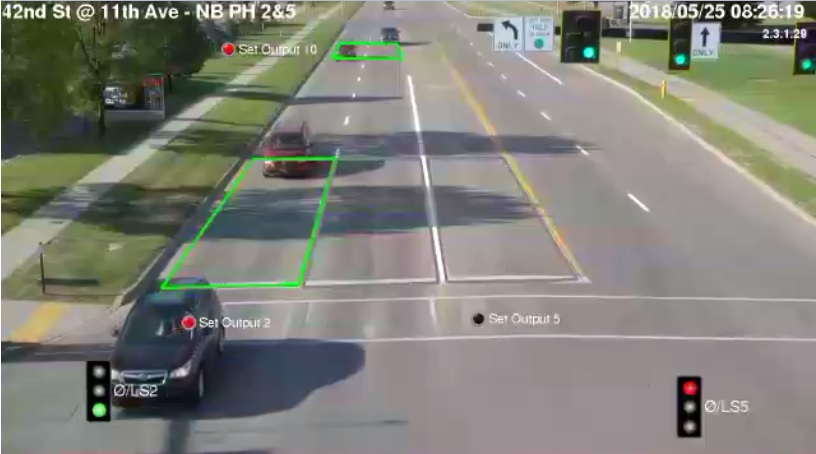 42nd St @ 11th Ave - NB PH 2&5
2018/05/25 08:26:19
2.3.1.29
Set Output 10
ONLY
ONLY
Set Output 2
Set Output 5
Ø/LS2
Ø/LS5